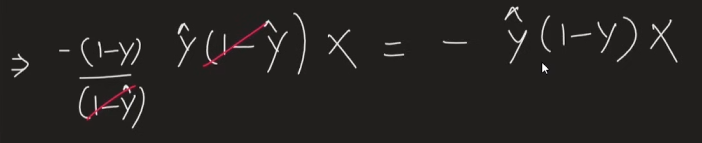 ⇒ -(1-y)/(1-ŷ) ŷ(1-ŷ) X = - ŷ(1-y) X